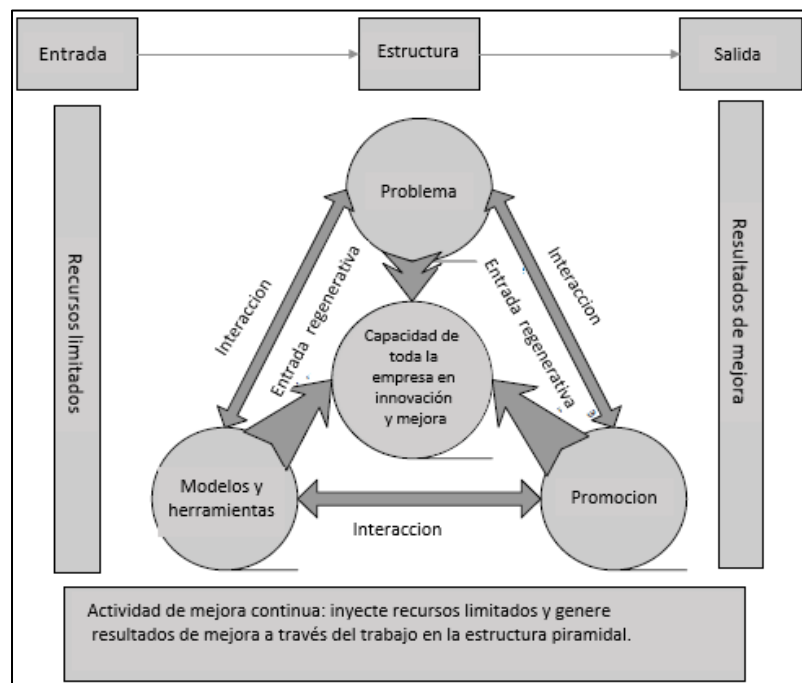 Entrada
Estructura
Salida
Recursos limitados
Problema
Interaccion
Entrada regenerativa
Capacidad de
toda la
empresa en
innovación
y mejora
Entrada regenerativa
Interaccion
Resultados de mejora
Modelos y
herramientas
Interaccion
Promocion
Actividad de mejora continua: inyecte recursos limitados y genere
resultados de mejora a través del trabajo en la estructura piramidal.